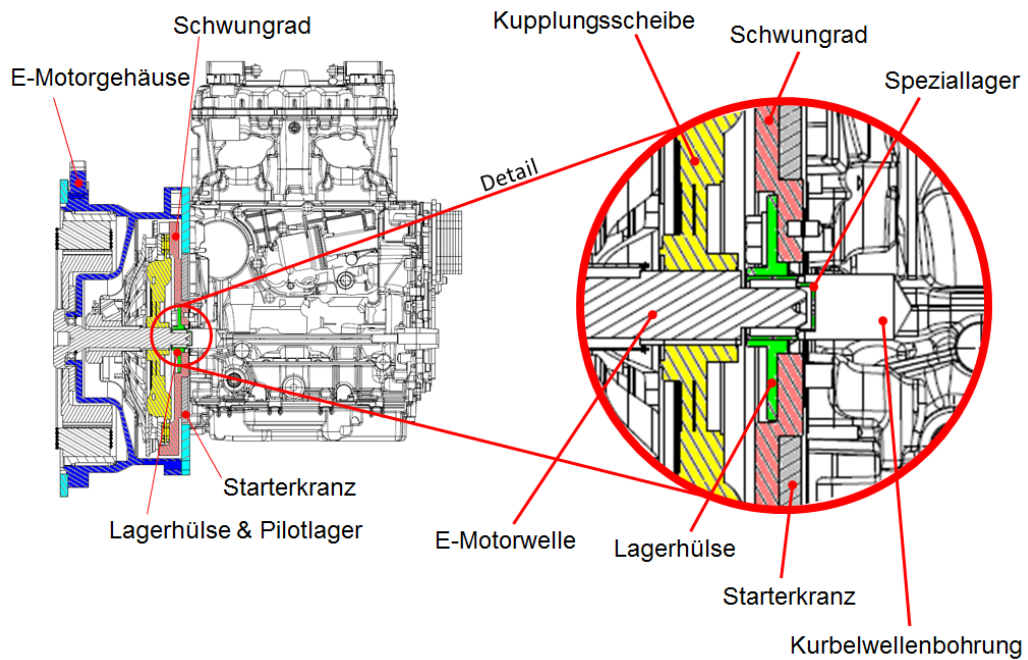 Schwungrad
E-Motorgehäuse
Starterkranz
Lagerhülse & Pilotlager
Detail
Kupplungsscheibe
Schwungrad
Speziallager
E-Motorwelle
Lagerhülse
Starterkranz
Kurbelwellenbohrung